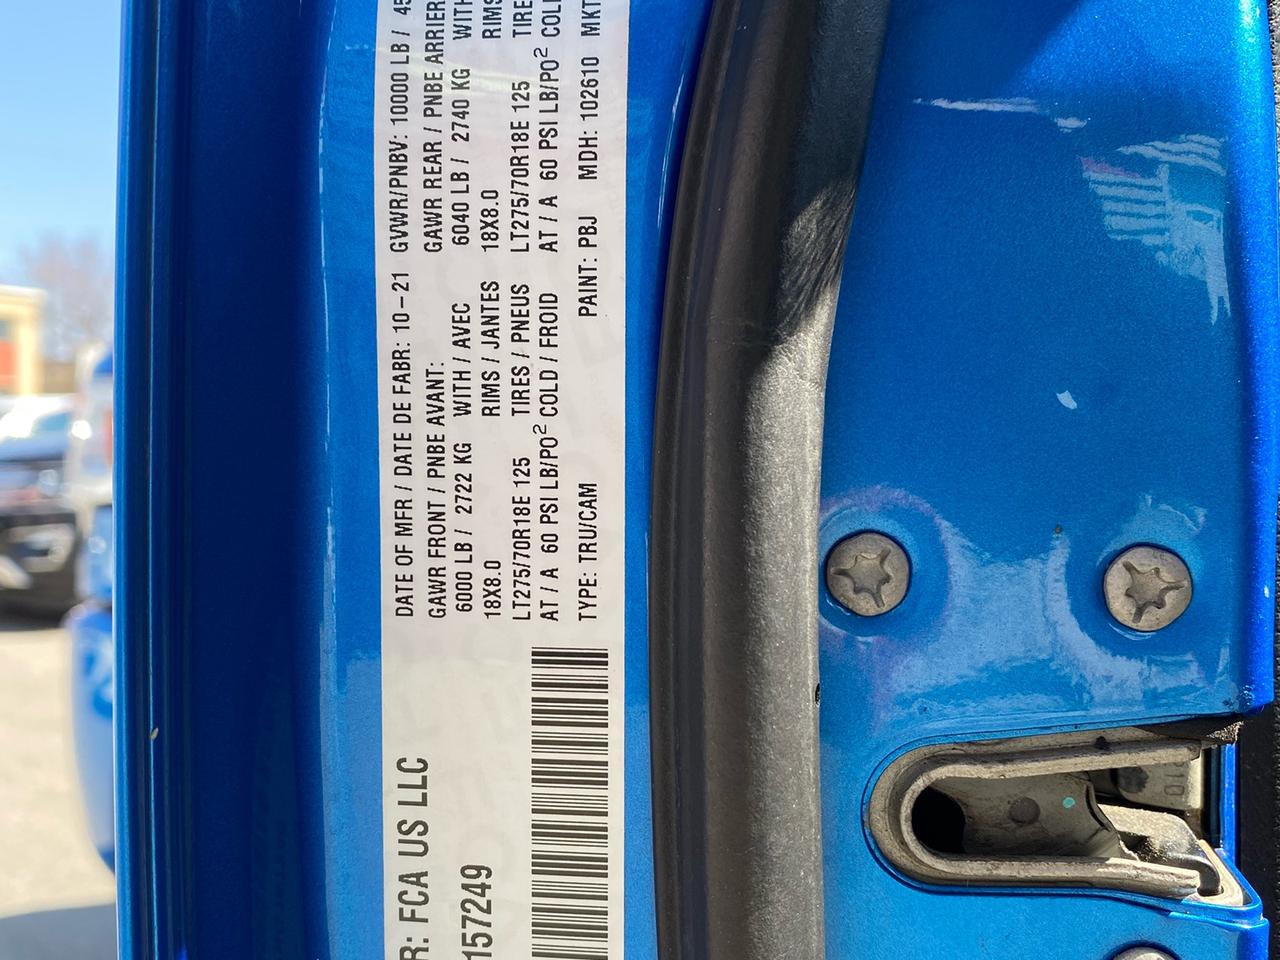 R: FCA US LLC
157249
DATE OF MFR / DATE DE FABR: 10-21 GVWR/PNBV: 10000 LB / 45
GAWR FRONT / PNBE AVANT: GAWR REAR / PNBE ARRIER
6000 LB / 2722 KG WITH / AVEC 6040 LB / 2740 KG WITH
18X8.0 RIMS / JANTES 18X8.0 RIMS
LT275/70R18E 125 TIRES / PNEUS LT275/70R18E 125 TIRE
AT / A 60 PSI LB/PO² COLD / FROID AT / A 60 PSI LB/PO² COL
TYPE: TRU/CAM PAINT: PBJ MDH: 102610 MKT